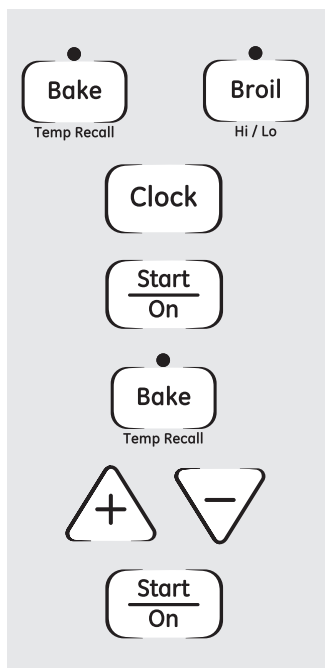 Bake Broil
Temp Recall Hi / Lo
Clock
Start
On
Bake
Temp Recall
+ −
Start
On